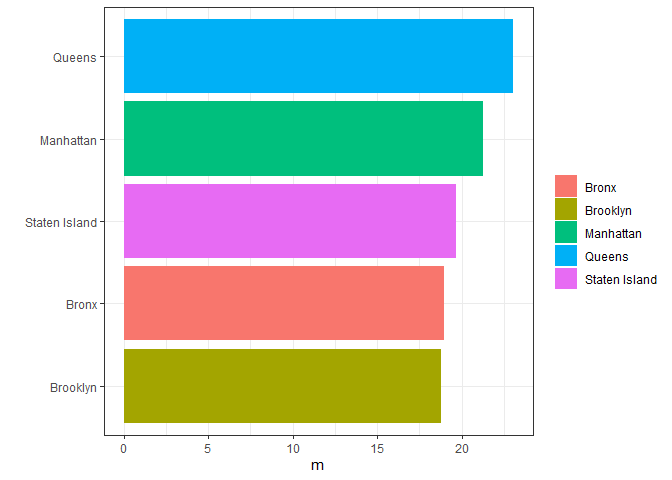 Queens
Manhattan
Staten Island
Bronx
Brooklyn
0 5 10 15 20
m
Bronx
Brooklyn
Manhattan
Queens
Staten Island